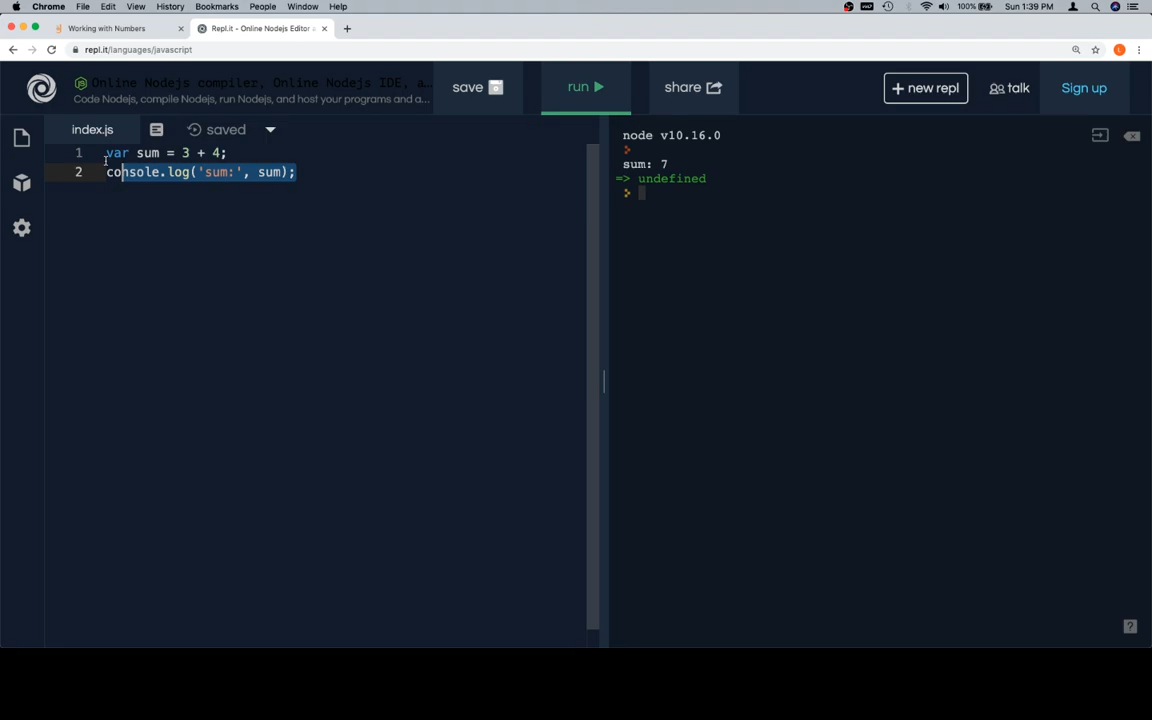 Chrome File Edit View History Bookmarks People Window Help 100% Sun 1:39 PM
Working with Numbers Repl.it - Online Nodejs Editor
repl.it/languages/javascript
Online Nodejs compiler, Online Nodejs IDE, a...
Code Nodejs, compile Nodejs, run Nodejs, and host your programs and a...
save run share + new repl talk Sign up
index.js saved
1 var sum = 3 + 4;
2 console.log('sum:', sum);
node v10.16.0
sum: 7
=> undefined
?